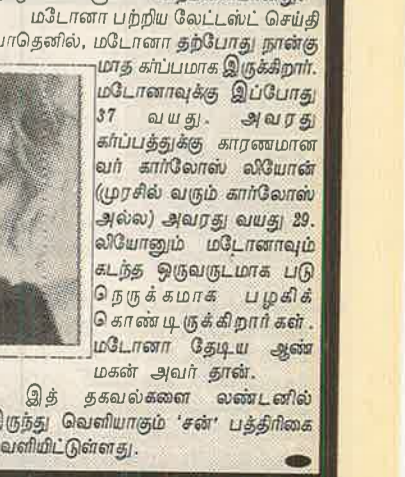 மடோனா பற்றிய லேட்டஸ்ட் செய்தி
மடோனா தற்போது நான்கு
மாத கர்ப்பமாக இருக்கிறார்.
மடோனாவுக்கு இப்போது
37 வயது. அவரது
கர்ப்பத்துக்கு காரணமான
வர் கார்லோஸ் லியோன்
(முரசில் வரும் கார்லோஸ்
அல்ல) அவரது வயது 29.
லியோனும் மடோனாவும்
கடந்த ஒருவருடமாக படு
நெருக்கமாக பழகிக்
கொண்டிருக்கிறார்கள்.
மடோனா தேடிய ஆண்
மகன் அவர் தான்.
இத் தகவல்களை லண்டனில்
இருந்து வெளியாகும் 'சன்' பத்திரிகை
வெளியிட்டுள்ளது.